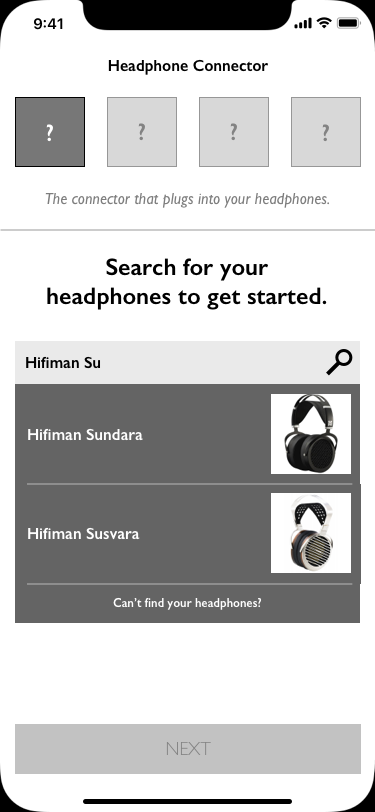 9:41
Headphone Connector
? ? ? ?
The connector that plugs into your headphones.
Search for your
headphones to get started.
Hifiman Su
Hifiman Sundara
Hifiman Susvara
Can't find your headphones?
NEXT